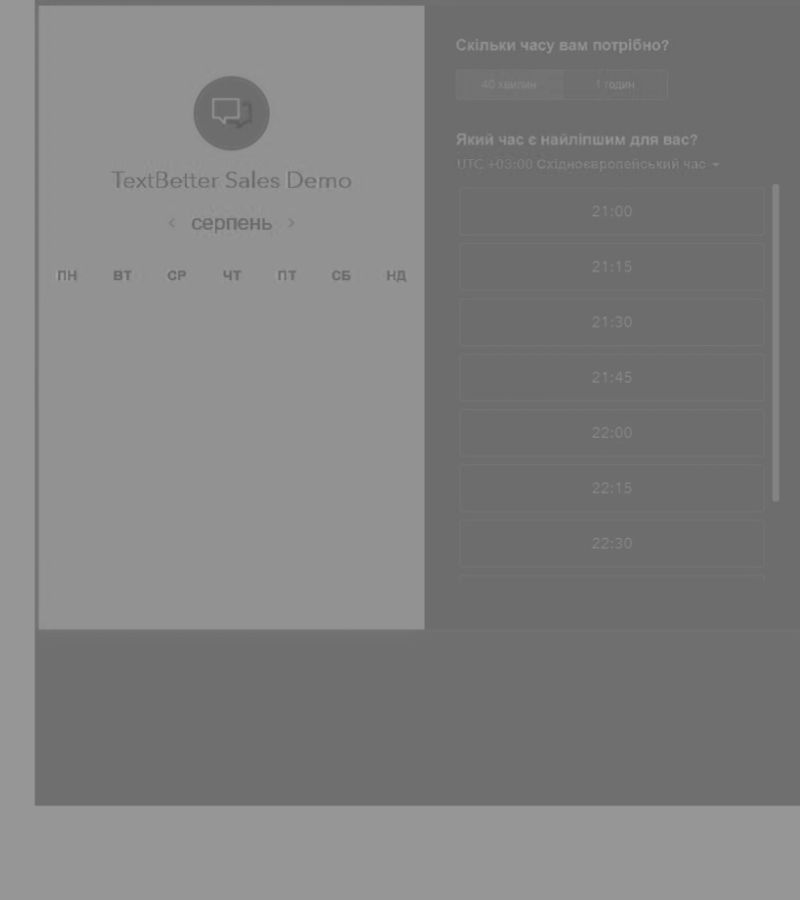 TextBetter Sales Demo
< серпень >
ПН ВТ СР ЧТ ПТ СБ НД
Скільки часу вам потрібно?
40 хвилин 1 годин
Який час є найліпшим для вас?
UTC +03:00 Східноєвропейський час
21:00
21:15
21:30
21:45
22:00
22:15
22:30